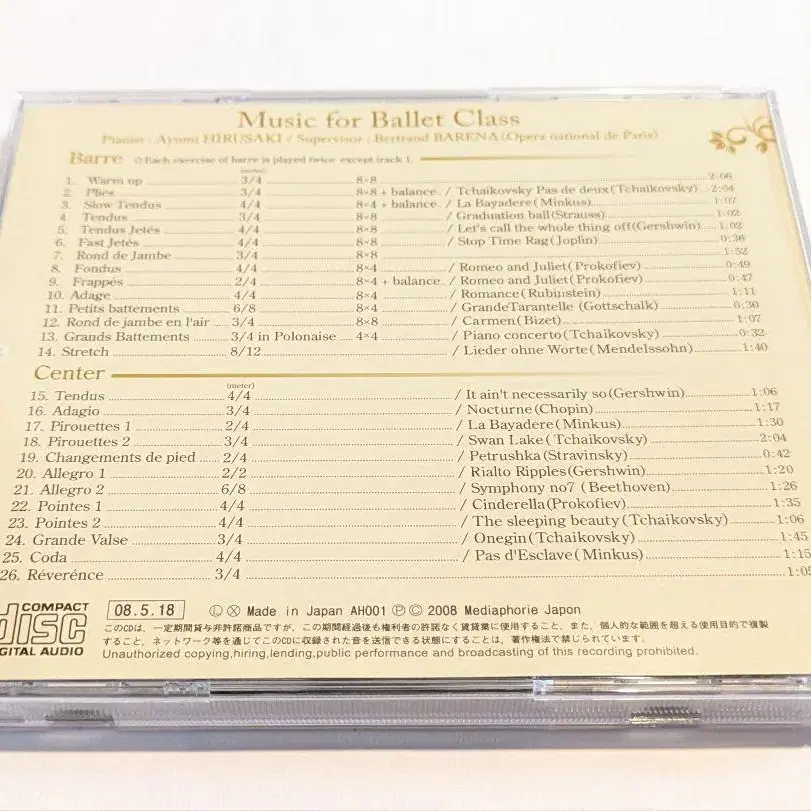 Music for Ballet Class
Pianist : Ayumi HIRUSAKI / Supervisor : Bertrand BARENA (Opera national de Paris)
Barre ☆Each exercise of barre is played twice except track 1.
(meter)
1. Warm up 3/4 8×8 2:06
2. Pliés 3/4 8×8 + balance / Tchaikovsky Pas de deux(Tchaikovsky) 2:04
3. Slow Tendus 4/4 8×4 + balance / La Bayadere(Minkus) 1:07
4. Tendus 3/4 8×8 / Graduation ball(Strauss) 1:02
5. Tendus Jetés 4/4 8×8 / Let's call the whole thing off(Gershwin) 1:02
6. Fast Jetés 4/4 8×8 / Stop Time Rag(Joplin) 0:36
7. Rond de Jambe 3/4 8×8 1:52
8. Fondus 4/4 8×4 / Romeo and Juliet(Prokofiev) 0:49
9. Frappés 2/4 8×4 + balance / Romeo and Juliet(Prokofiev) 0:47
10. Adage 4/4 8×4 / Romance(Rubinstein) 1:11
11. Petits battements 6/8 8×4 / GrandeTarantelle (Gottschalk) 0:30
12. Rond de jambe en l'air 3/4 8×8 / Carmen(Bizet) 1:07
13. Grands Battements 3/4 in Polonaise 4×4 / Piano concerto(Tchaikovsky) 0:32
14. Stretch 8/12 / Lieder ohne Worte(Mendelssohn) 1:40
Center
(meter)
15. Tendus 4/4 / It ain't necessarily so(Gershwin) 1:06
16. Adagio 3/4 / Nocturne(Chopin) 1:17
17. Pirouettes 1 2/4 / La Bayadere(Minkus) 1:30
18. Pirouettes 2 3/4 / Swan Lake( Tchaikovsky) 2:04
19. Changements de pied 2/4 / Petrushka(Stravinsky) 0:42
20. Allegro 1 2/2 / Rialto Ripples(Gershwin) 1:20
21. Allegro 2 6/8 / Symphony no7 (Beethoven) 1:26
22. Pointes 1 4/4 / Cinderella(Prokofiev) 1:35
23. Pointes 2 4/4 / The sleeping beauty(Tchaikovsky) 1:06
24. Grande Valse 3/4 / Onegin(Tchaikovsky) 1:45
25. Coda 4/4 / Pas d'Esclave(Minkus) 1:15
26. Réverénce 3/4 1:05
COMPACT
disc
DIGITAL AUDIO
08.5.18 Ⓛ Ⓧ Made in Japan AH001 Ⓟ Ⓒ 2008 Mediaphorie Japon
このCDは、一定期間貸与非許諾商品ですが、この期間経過後も権利者の許諾なく賃貸業に使用すること、また、個人的な範囲を超える使用目的で複製
すること、ネットワーク等を通じてこのCDに収録された音を送信できる状態にすることは、著作権法で禁じられています。
Unauthorized copying,hiring,lending,public performance and broadcasting of this recording prohibited.